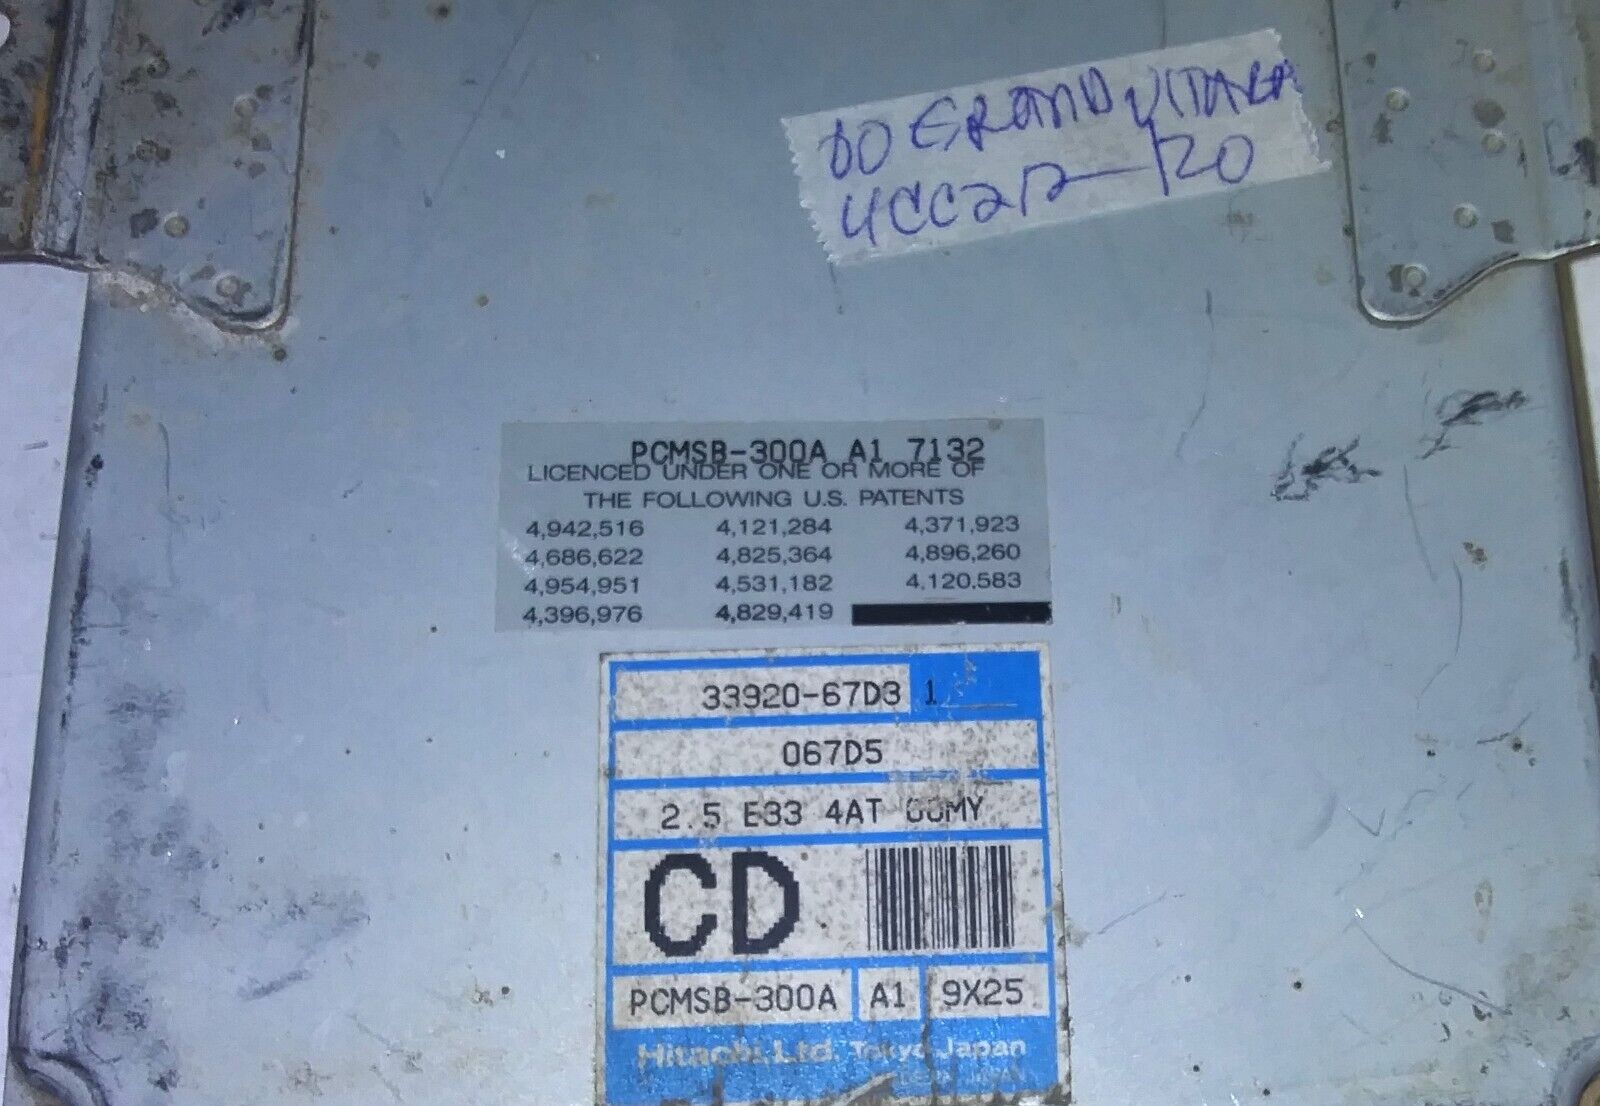 00 GRAND VITARA
4CC212-120
PCMSB-300A A1 7132
LICENCED UNDER ONE OR MORE OF
THE FOLLOWING U.S. PATENTS
4,942,516 4,121,284 4,371,923
4,686,622 4,825,364 4,896,260
4,954,951 4,531,182 4,120,583
4,396,976 4,829,419
33920-67D3 1
067D5
2.5 E33 4AT 00MY
CD
PCMSB-300A A1 9X25
Hitachi, Ltd. Tokyo Japan
JAPAN